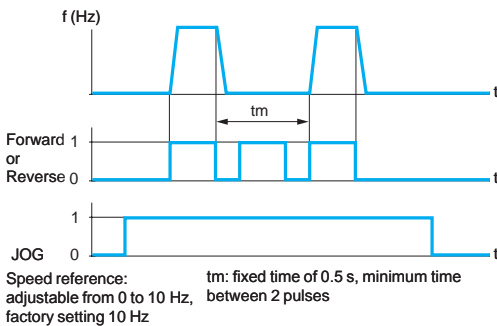 f (Hz)
t
tm
Forward 1
or
Reverse 0
t
1
JOG 0
t
Speed reference:
adjustable from 0 to 10 Hz,
factory setting 10 Hz
tm: fixed time of 0.5 s, minimum time
between 2 pulses